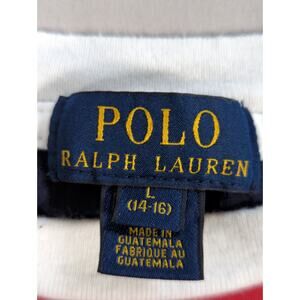 POLO
RALPH LAUREN
L
(14-16)
MADE IN
GUATEMALA
FABRIQUE AU
GUATEMALA